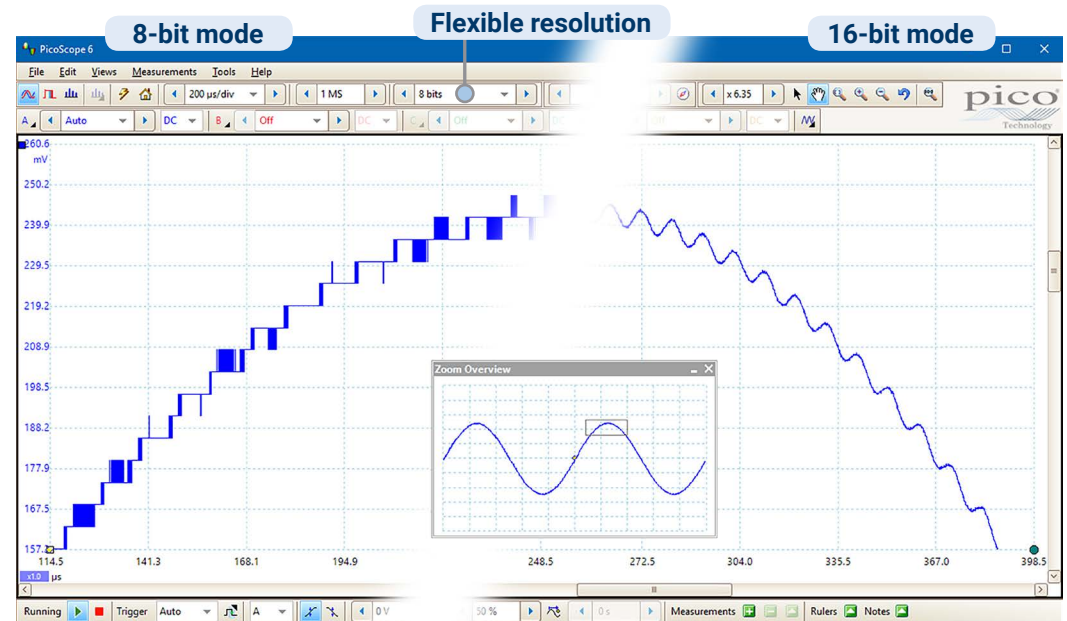 8-bit mode
Flexible resolution
16-bit mode
PicoScope 6
File Edit Views Measurements Tools Help
200 µs/div 1 MS 8 bits x 6.35
pico
Technology
A Auto DC B Off DC C Off Off DC
260.6
mV
250.2
239.9
229.5
219.2
208.9
198.5
188.2
177.9
167.5
Zoom Overview
114.5 141.3 168.1 194.9 248.5 272.5 304.0 335.5 367.0 398.5
x1.0 µs
Running Trigger Auto A 0 V 50 % 0 s Measurements Rulers Notes